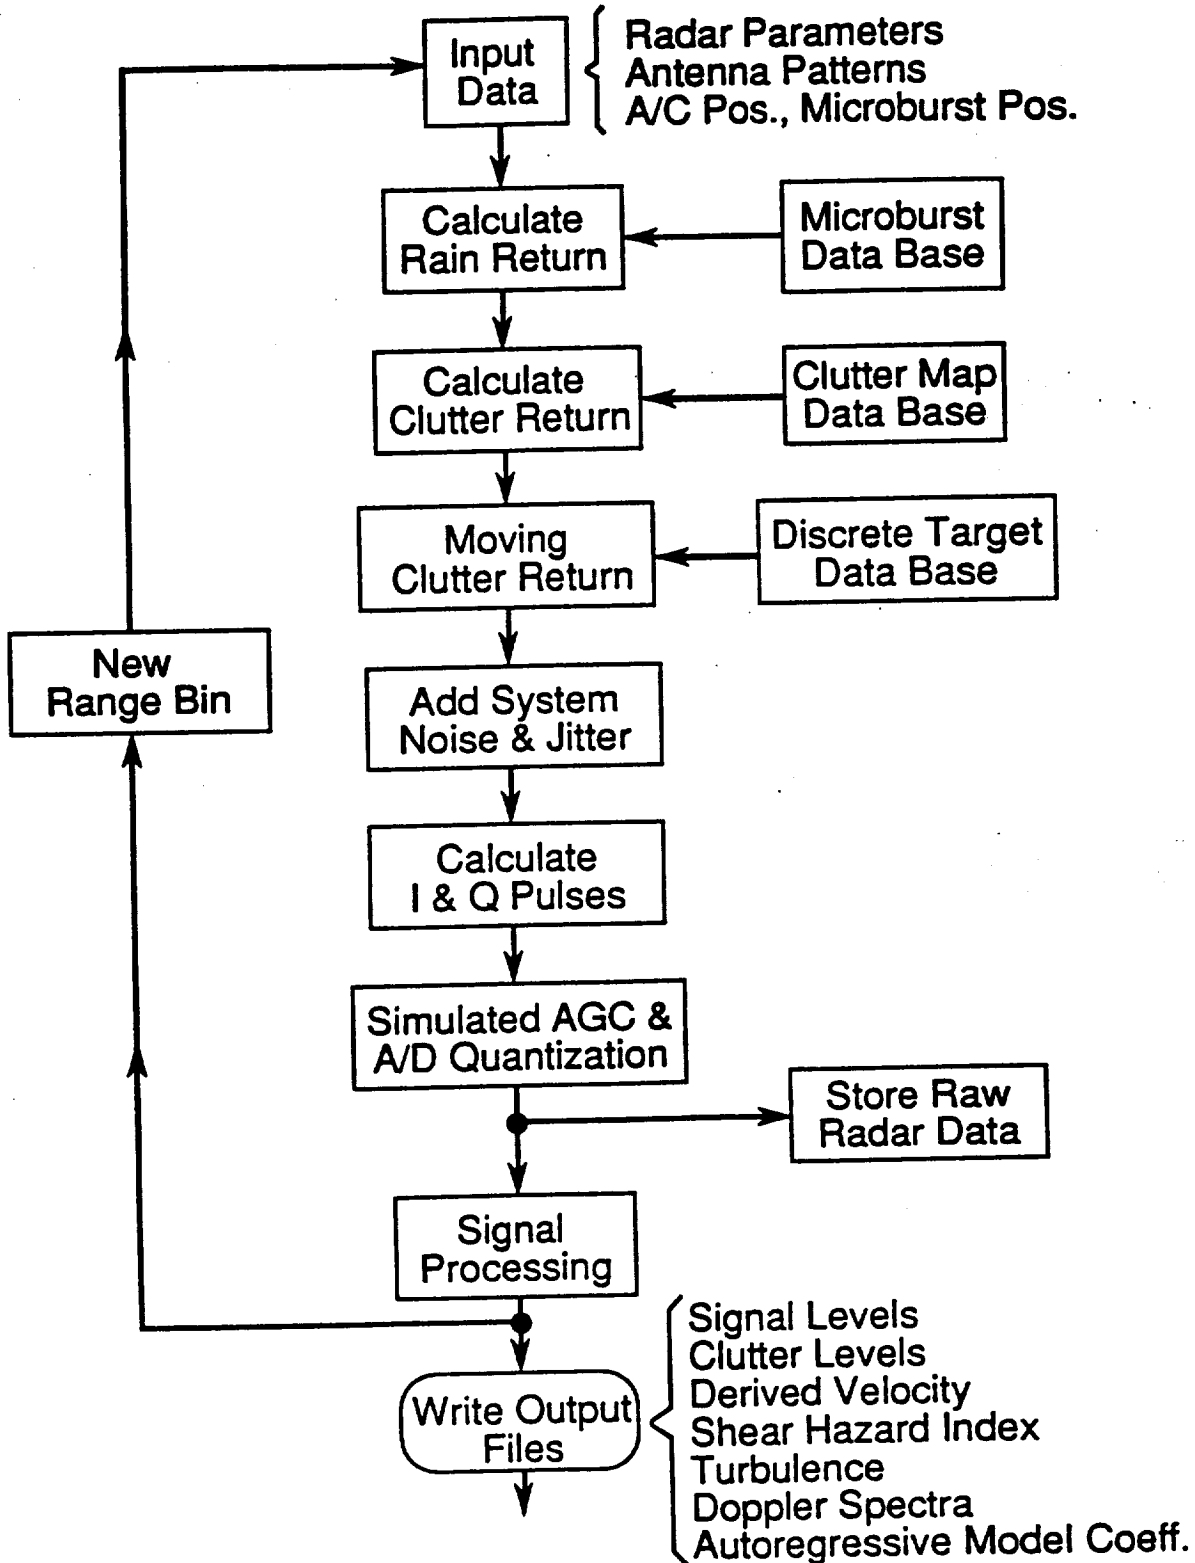 Input
Data
Radar Parameters
Antenna Patterns
A/C Pos., Microburst Pos.
Calculate
Rain Return
Microburst
Data Base
Calculate
Clutter Return
Clutter Map
Data Base
Moving
Clutter Return
Discrete Target
Data Base
New
Range Bin
Add System
Noise & Jitter
Calculate
I & Q Pulses
Simulated AGC &
A/D Quantization
Store Raw
Radar Data
Signal
Processing
Write Output
Files
Signal Levels
Clutter Levels
Derived Velocity
Shear Hazard Index
Turbulence
Doppler Spectra
Autoregressive Model Coeff.